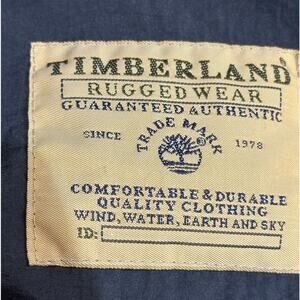 TIMBERLAND
RUGGED WEAR
GUARANTEED AUTHENTIC
TRADE MARK
SINCE 1978
COMFORTABLE & DURABLE
QUALITY CLOTHING
WIND, WATER, EARTH AND SKY
ID: